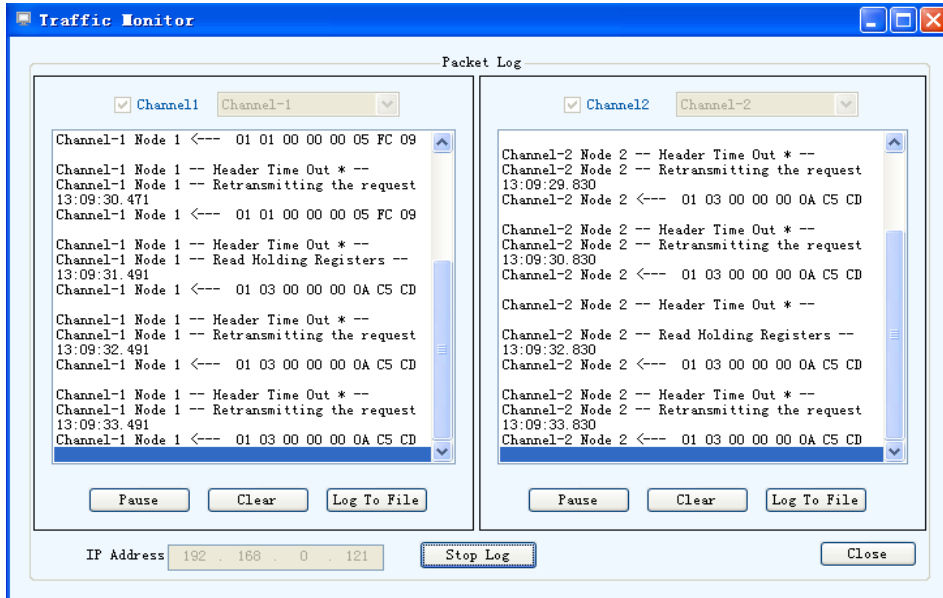 Traffic Monitor
Packet Log
Channel1 Channel-1
Channel-1 Node 1 <--- 01 01 00 00 00 05 FC 09
Channel-1 Node 1 -- Header Time Out * --
Channel-1 Node 1 -- Retransmitting the request
13:09:30.471
Channel-1 Node 1 <--- 01 01 00 00 00 05 FC 09
Channel-1 Node 1 -- Header Time Out * --
Channel-1 Node 1 -- Read Holding Registers --
13:09:31.491
Channel-1 Node 1 <--- 01 03 00 00 00 0A C5 CD
Channel-1 Node 1 -- Header Time Out * --
Channel-1 Node 1 -- Retransmitting the request
13:09:32.491
Channel-1 Node 1 <--- 01 03 00 00 00 0A C5 CD
Channel-1 Node 1 -- Header Time Out * --
Channel-1 Node 1 -- Retransmitting the request
13:09:33.491
Channel-1 Node 1 <--- 01 03 00 00 00 0A C5 CD
Pause Clear Log To File
Channel2 Channel-2
Channel-2 Node 2 -- Header Time Out * --
Channel-2 Node 2 -- Retransmitting the request
13:09:29.830
Channel-2 Node 2 <--- 01 03 00 00 00 0A C5 CD
Channel-2 Node 2 -- Header Time Out * --
Channel-2 Node 2 -- Retransmitting the request
13:09:30.830
Channel-2 Node 2 <--- 01 03 00 00 00 0A C5 CD
Channel-2 Node 2 -- Header Time Out * --
Channel-2 Node 2 -- Read Holding Registers --
13:09:32.830
Channel-2 Node 2 <--- 01 03 00 00 00 0A C5 CD
Channel-2 Node 2 -- Header Time Out * --
Channel-2 Node 2 -- Retransmitting the request
13:09:33.830
Channel-2 Node 2 <--- 01 03 00 00 00 0A C5 CD
Pause Clear Log To File
IP Address 192 . 168 . 0 . 121 Stop Log Close